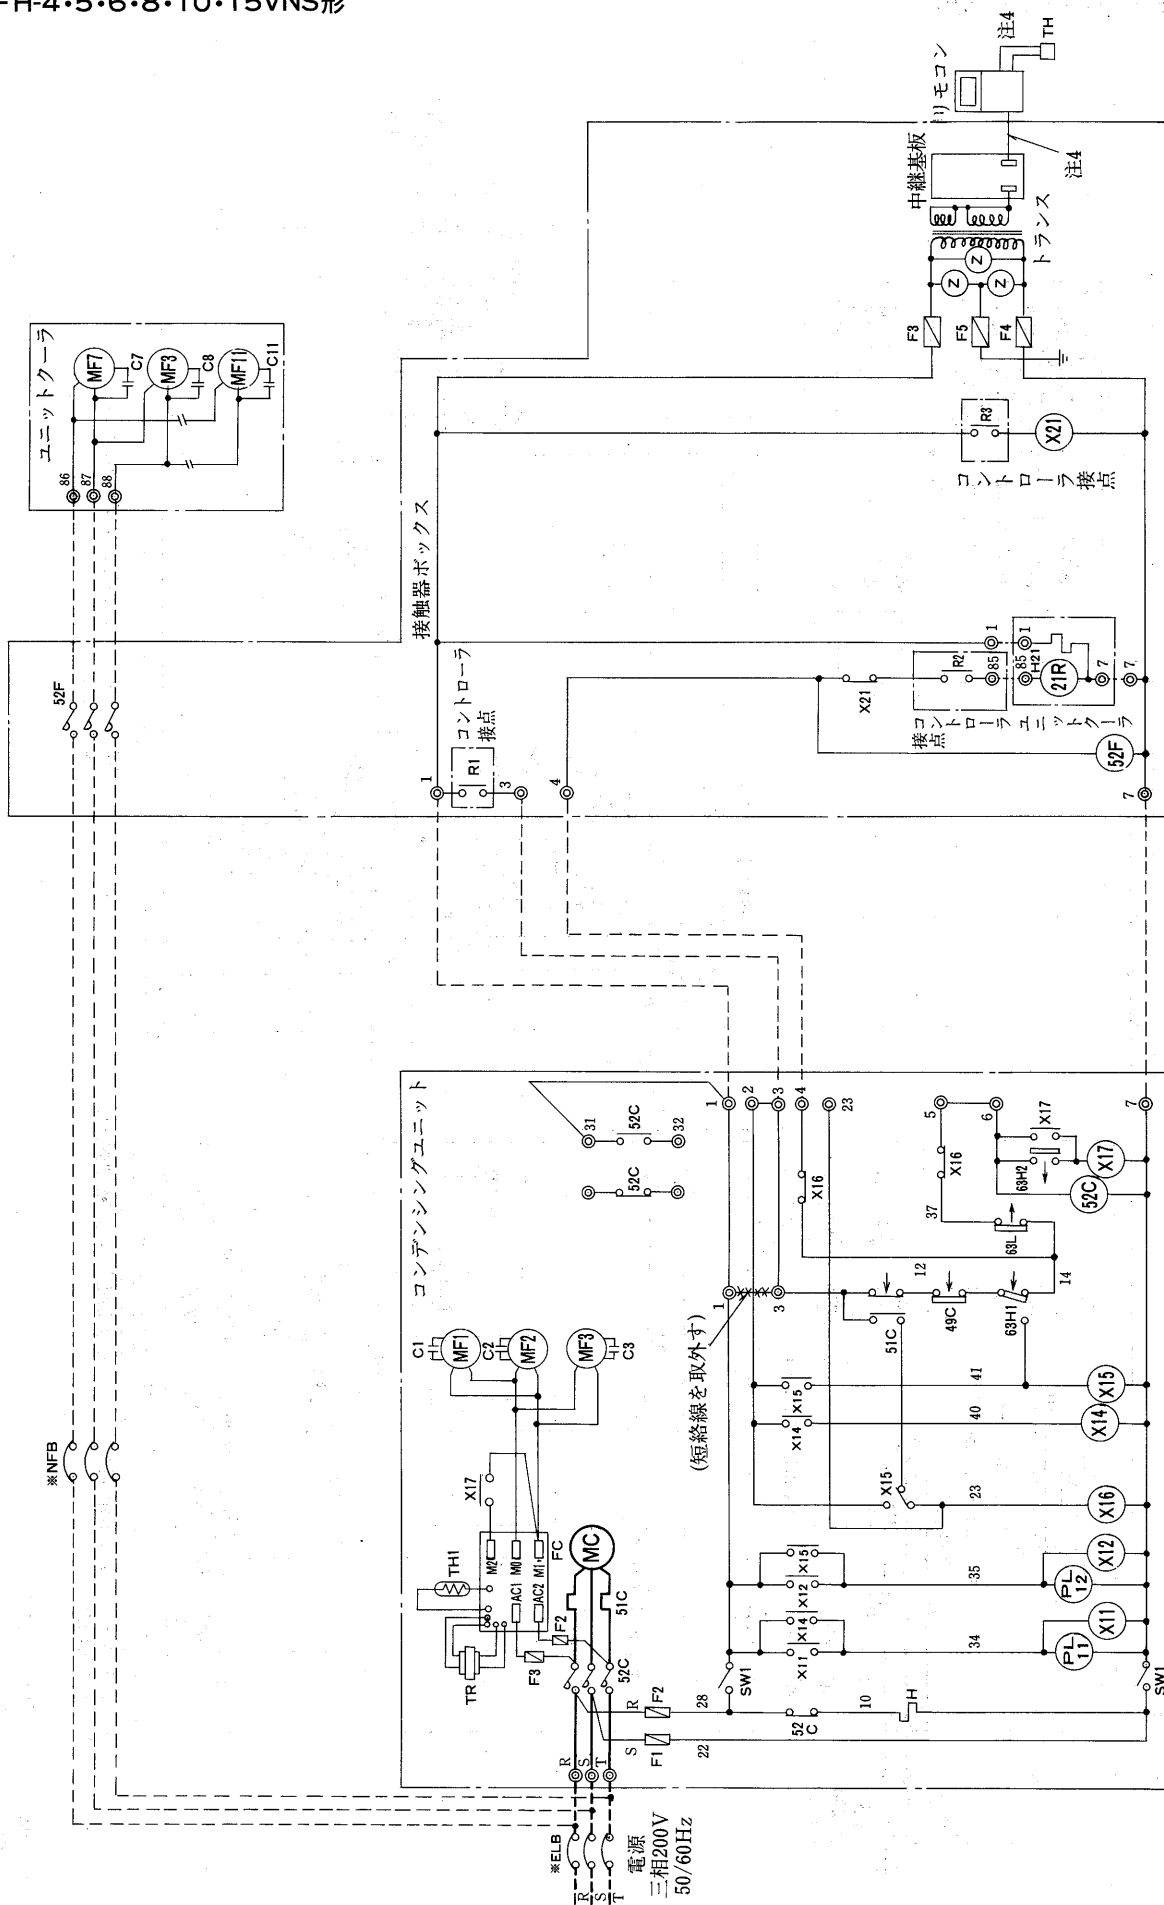 H-4・5・6・8・10・15VNS形
※ELB
R
S
T
電源
三相200V
50/60Hz
※NFB
52F
ユニットクーラ
86
87
88
MF7
C7
MF3
C8
MF11
C11
コンデンシングユニット
R
S
T
TR
TH1
M2
M0
M1
AC1
AC2
FC
X17
F3
F2
52C
51C
MC
C1
MF1
C2
MF2
MF3
C3
S
R
F1
F2
22
28
SW1
SW1
52
C
10
H
X11
X14
34
PL
11
X11
X12
X15
35
PL
12
X12
X15
23
X16
X14
X15
40
41
X14
X15
(短絡線を取外す)
1
3
51C
12
49C
63H1
14
63L
37
X16
X16
52C
63H2
X17
X17
52C
52C
31
32
1
2
3
4
23
5
6
7
接触器ボックス
1
コントローラ
接点
R1
3
4
7
52F
X21
コントローラ
接点
R2
85
ユニットクーラ
85
H21
21R
1
1
7
7
コントローラ
接点
R3
X21
F3
F5
F4
Z
Z
Z
トランス
中継基板
注4
リモコン
注4
TH